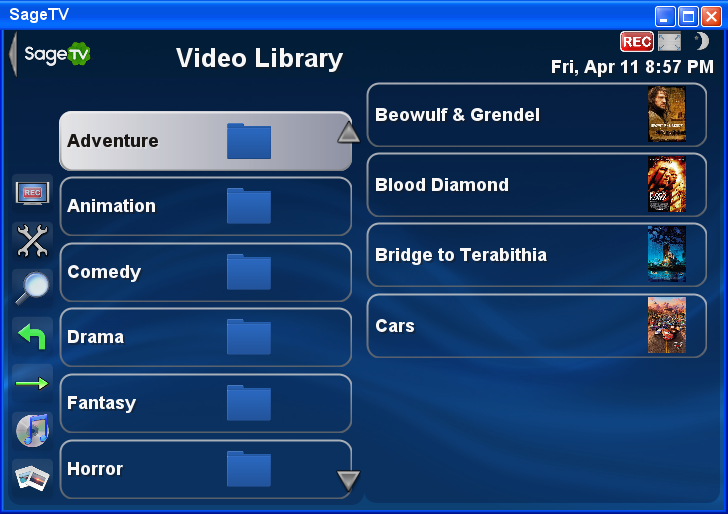 SageTV
SageTV
Video Library
REC
Fri, Apr 11 8:57 PM
Adventure
Animation
Comedy
Drama
Fantasy
Horror
Beowulf & Grendel
Blood Diamond
Bridge to Terabithia
Cars
REC